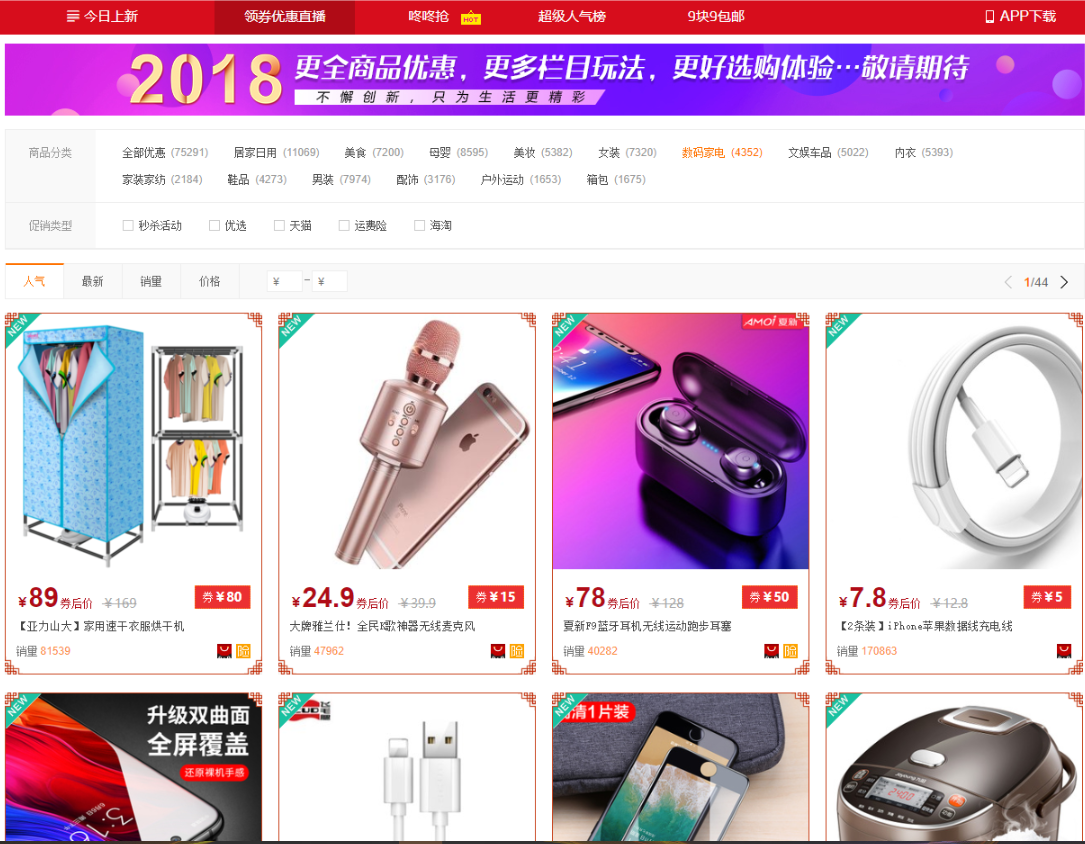 今日上新 领券优惠直播 咚咚抢 HOT 超级人气榜 9块9包邮 APP下载
2018 更全商品优惠，更多栏目玩法，更好选购体验…敬请期待
不懈创新，只为生活更精彩
商品分类 全部优惠 (75291) 居家日用 (11069) 美食 (7200) 母婴 (8595) 美妆 (5382) 女装 (7320) 数码家电 (4352) 文娱车品 (5022) 内衣 (5393)
家装家纺 (2184) 鞋品 (4273) 男装 (7974) 配饰 (3176) 户外运动 (1653) 箱包 (1675)
促销类型 秒杀活动 优选 天猫 运费险 海淘
人气 最新 销量 价格 ¥ - ¥ 1/44
NEW NEW NEW NEW
AMOI 夏新
¥89 券后价 ¥169 券¥80
【亚力山大】家用速干衣服烘干机
销量 81539 验
¥24.9 券后价 ¥39.9 券¥15
大牌雅兰仕！全民K歌神器无线麦克风
销量 47962 验
¥78 券后价 ¥128 券¥50
夏新F9蓝牙耳机无线运动跑步耳塞
销量 40282 验
¥7.8 券后价 ¥12.8 券¥5
【2条装】iPhone苹果数据线充电线
销量 170863
NEW NEW NEW NEW
升级双曲面
全屏覆盖
还原裸机手感
清1片装
Joyoung
24:00